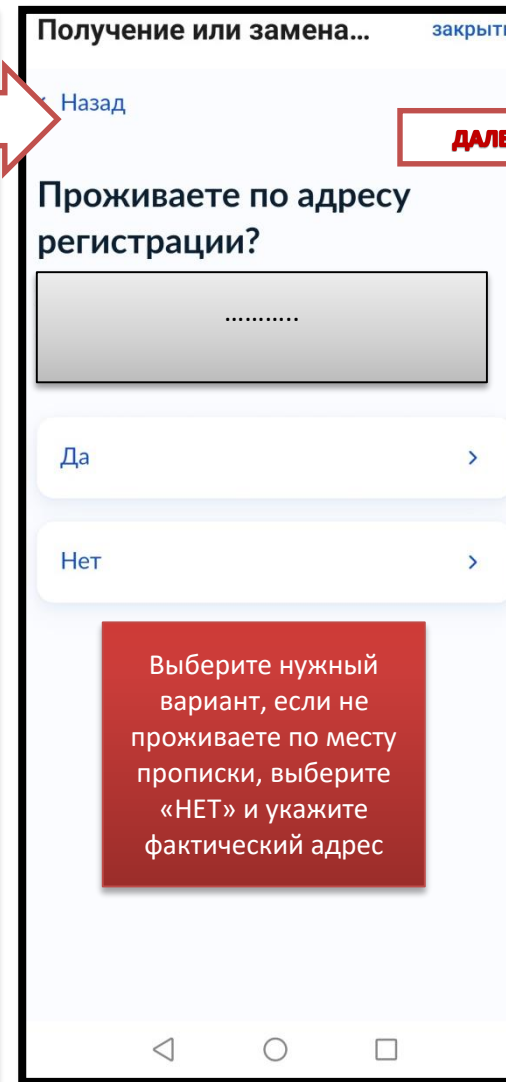 Получение или замена...
закрыть
Назад
ДАЛЕ
Проживаете по адресу
регистрации?
...........
Да
Нет
Выберите нужный
вариант, если не
проживаете по месту
прописки, выберите
«НЕТ» и укажите
фактический адрес